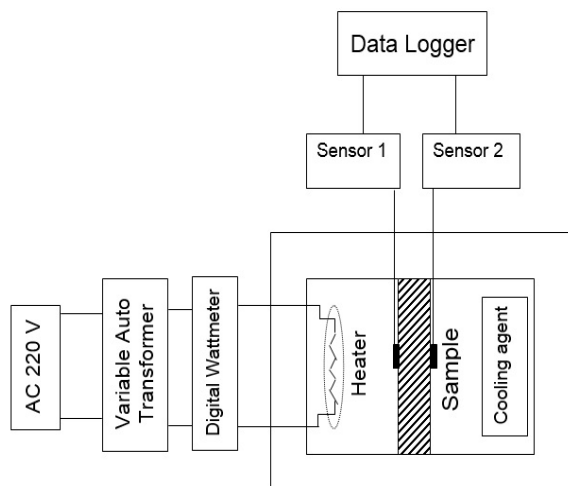 Data Logger
Sensor 1
Sensor 2
AC 220 V
Variable Auto
Transformer
Digital Wattmeter
Heater
Sample
Cooling agent